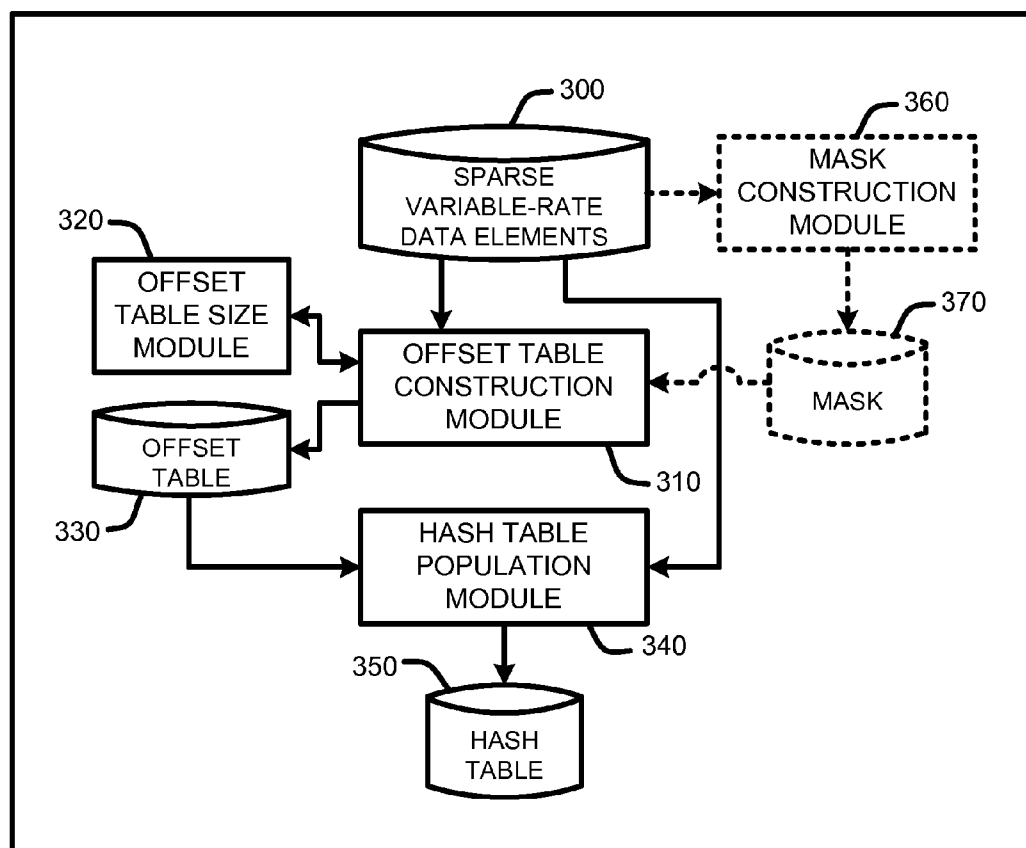 300
SPARSE
VARIABLE-RATE
DATA ELEMENTS
360
MASK
CONSTRUCTION
MODULE
320
OFFSET
TABLE SIZE
MODULE
OFFSET TABLE
CONSTRUCTION
MODULE
310
370
MASK
OFFSET
TABLE
330
HASH TABLE
POPULATION
MODULE
340
350
HASH
TABLE